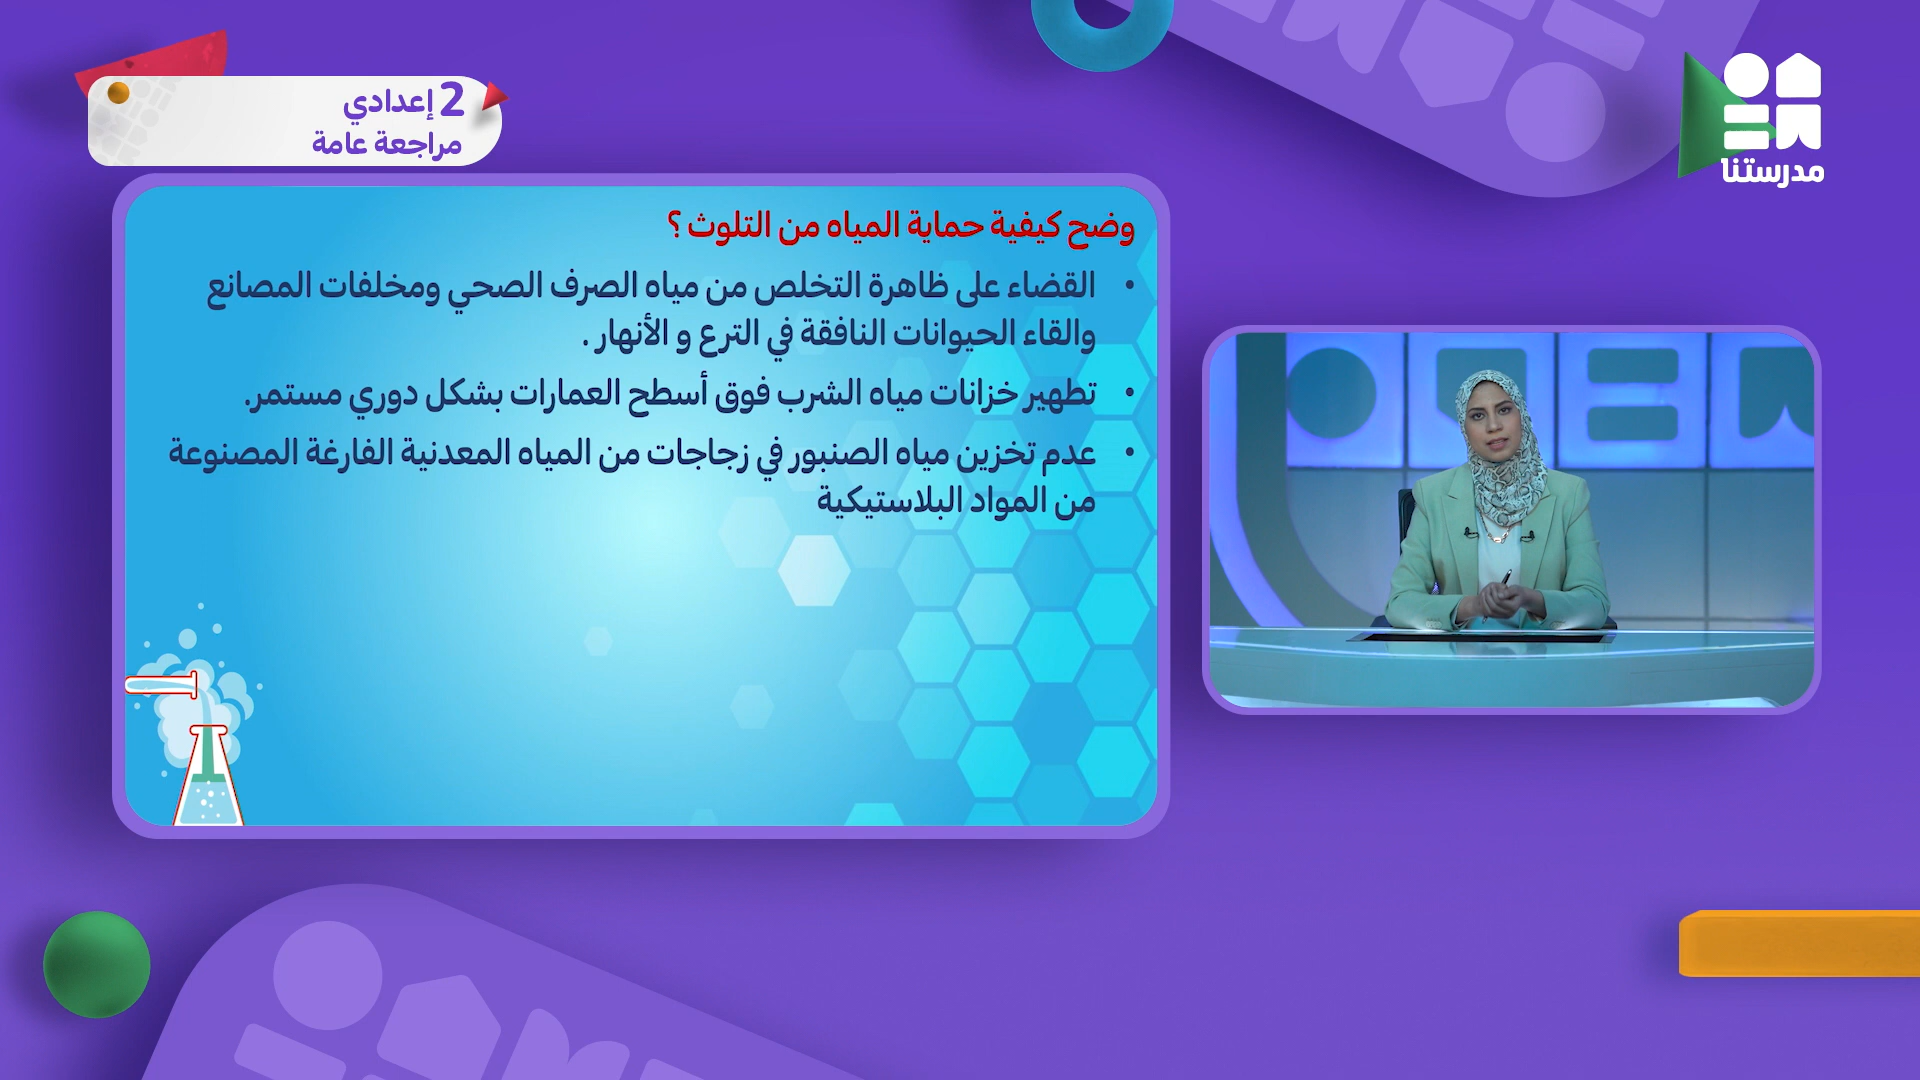 2 إعدادي
مراجعة عامة
مدرستنا
وضح كيفية حماية المياه من التلوث ؟
• القضاء على ظاهرة التخلص من مياه الصرف الصحي ومخلفات المصانع
والقاء الحيوانات النافقة في الترع و الأنهار .
• تطهير خزانات مياه الشرب فوق أسطح العمارات بشكل دوري مستمر.
• عدم تخزين مياه الصنبور في زجاجات من المياه المعدنية الفارغة المصنوعة
من المواد البلاستيكية